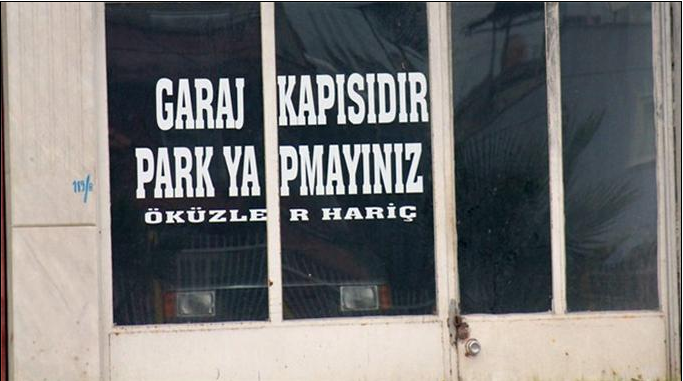 GARAJ KAPISIDIR
PARK YAPMAYINIZ
ÖKÜZLER HARİÇ